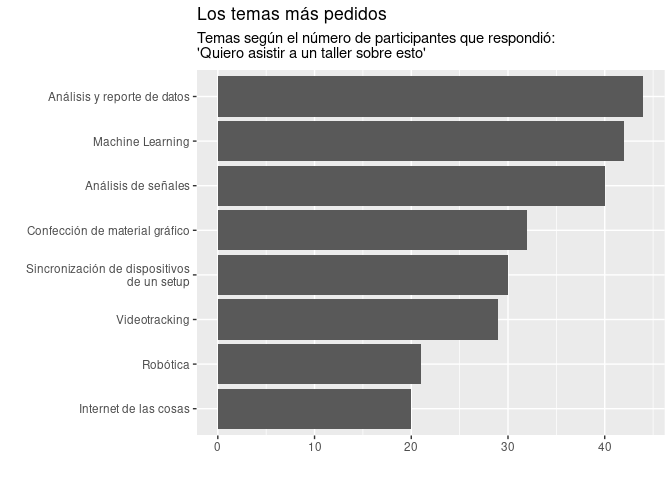 Los temas más pedidos
Temas según el número de participantes que respondió:
'Quiero asistir a un taller sobre esto'
Análisis y reporte de datos
Machine Learning
Análisis de señales
Confección de material gráfico
Sincronización de dispositivos
de un setup
Videotracking
Robótica
Internet de las cosas
0 10 20 30 40